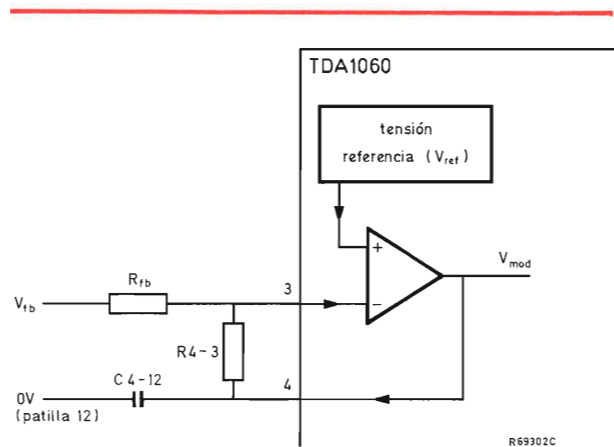 TDA1060
tensión
referencia (Vref)
+
Vmod
Rfb
Vfb
3
−
R4-3
C4-12
4
0V
(patilla 12)
R69302C